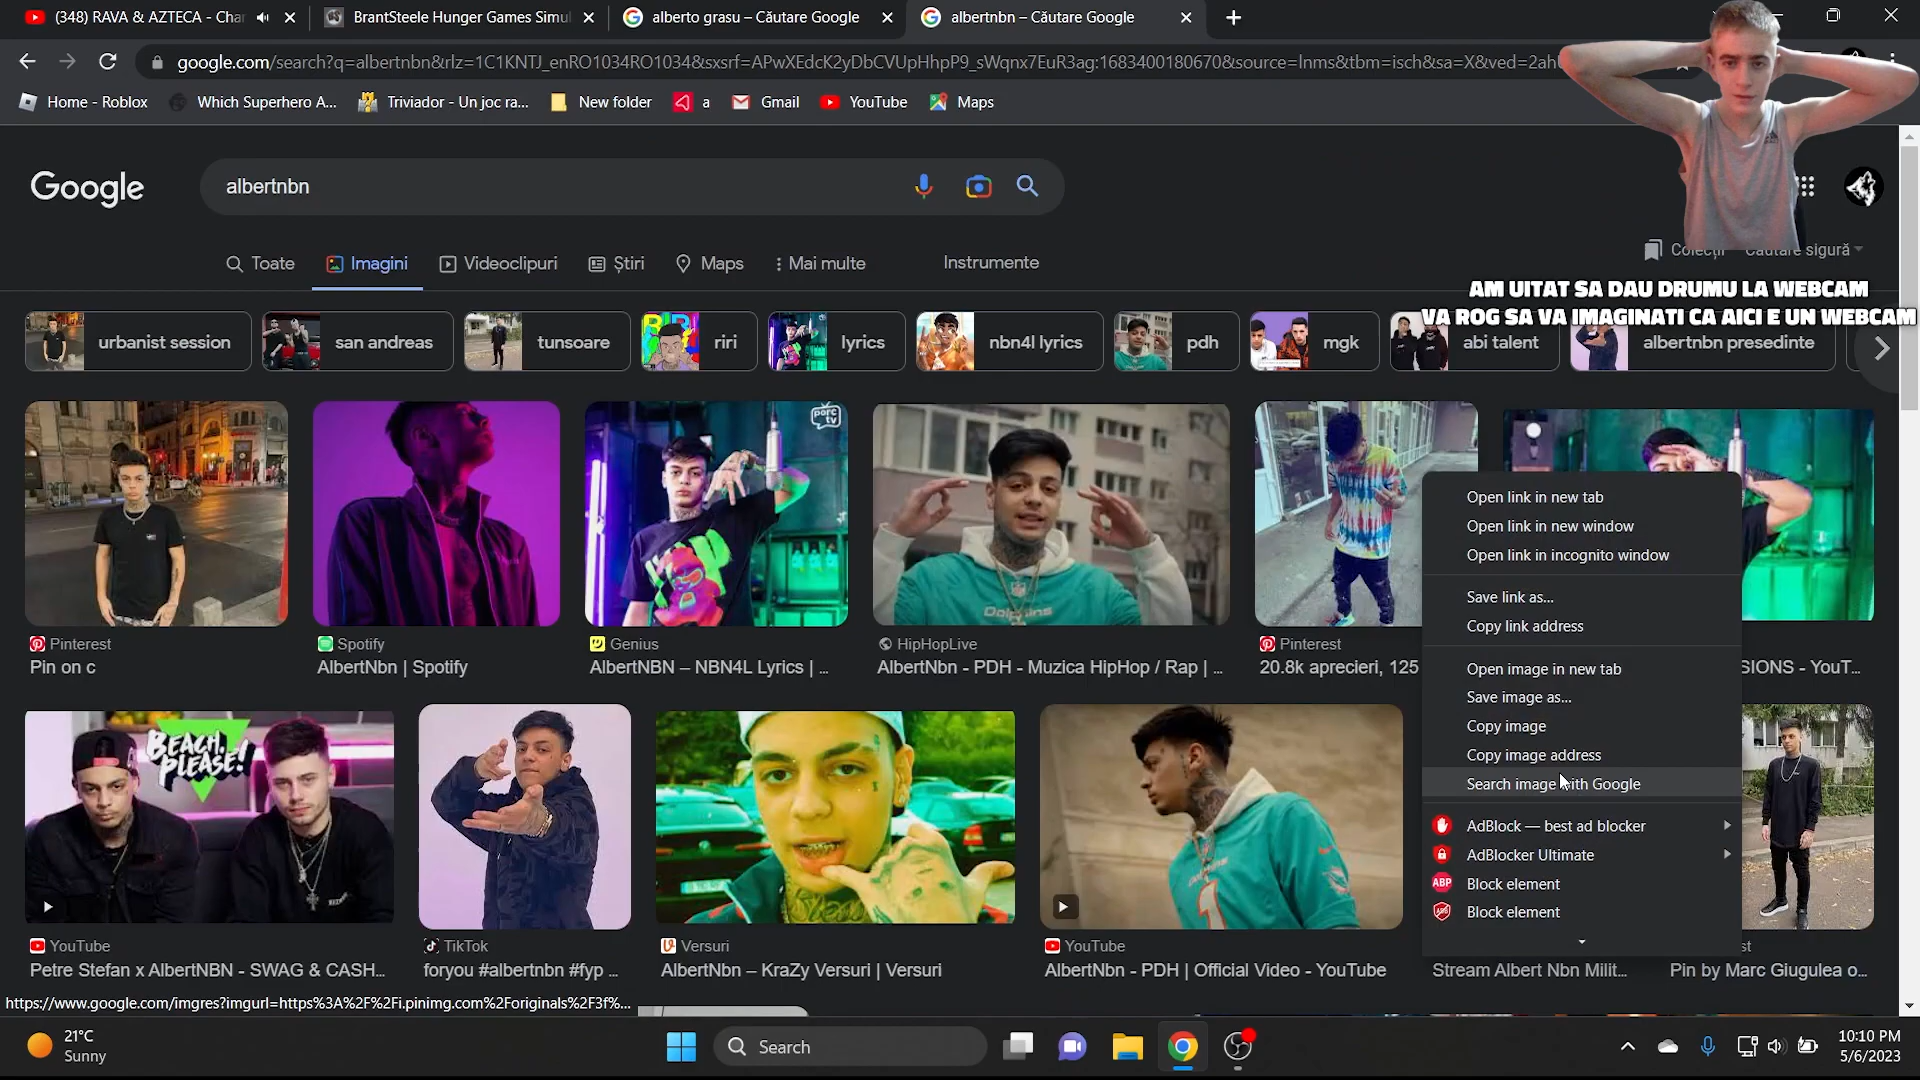 (348) RAVA & AZTECA - Cha
BrantSteele Hunger Games Simul
alberto grasu – Căutare Google
albertnbn – Căutare Google
google.com/search?q=albertnbn&rlz=1C1KNTJ_enRO1034RO1034&sxsrf=APwXEdcK2yDbCVUpHhpP9_sWqnx7EuR3ag:1683400180670&source=lnms&tbm=isch&sa=X&ved=2ah
Home - Roblox
Which Superhero A...
Triviador - Un joc ra...
New folder
a
Gmail
YouTube
Maps
Google
albertnbn
Toate
Imagini
Videoclipuri
Știri
Maps
Mai multe
Instrumente
Colecții
Căutare sigură
AM UITAT SA DAU DRUMU LA WEBCAM
VA ROG SA VA IMAGINATI CA AICI E UN WEBCAM
urbanist session
san andreas
tunsoare
riri
lyrics
nbn4l lyrics
pdh
mgk
abi talent
albertnbn presedinte
porc
tv
Dolphins
Pinterest
Pin on c
Spotify
AlbertNbn | Spotify
Genius
AlbertNBN – NBN4L Lyrics | ...
HipHopLive
AlbertNbn - PDH - Muzica HipHop / Rap | ...
Pinterest
20.8k aprecieri, 125
SIONS - YouT...
Open link in new tab
Open link in new window
Open link in incognito window
Save link as...
Copy link address
Open image in new tab
Save image as...
Copy image
Copy image address
Search image with Google
AdBlock — best ad blocker
AdBlocker Ultimate
ABP
Block element
Block element
BEACH,
PLEASE!
YouTube
Petre Stefan x AlbertNBN - SWAG & CASH...
TikTok
foryou #albertnbn #fyp ...
Versuri
AlbertNbn – KraZy Versuri | Versuri
YouTube
AlbertNbn - PDH | Official Video - YouTube
Stream Albert Nbn Milit...
st
Pin by Marc Giugulea o...
https://www.google.com/imgres?imgurl=https%3A%2F%2Fi.pinimg.com%2Foriginals%2F3f%...
21°C
Sunny
Search
10:10 PM
5/6/2023